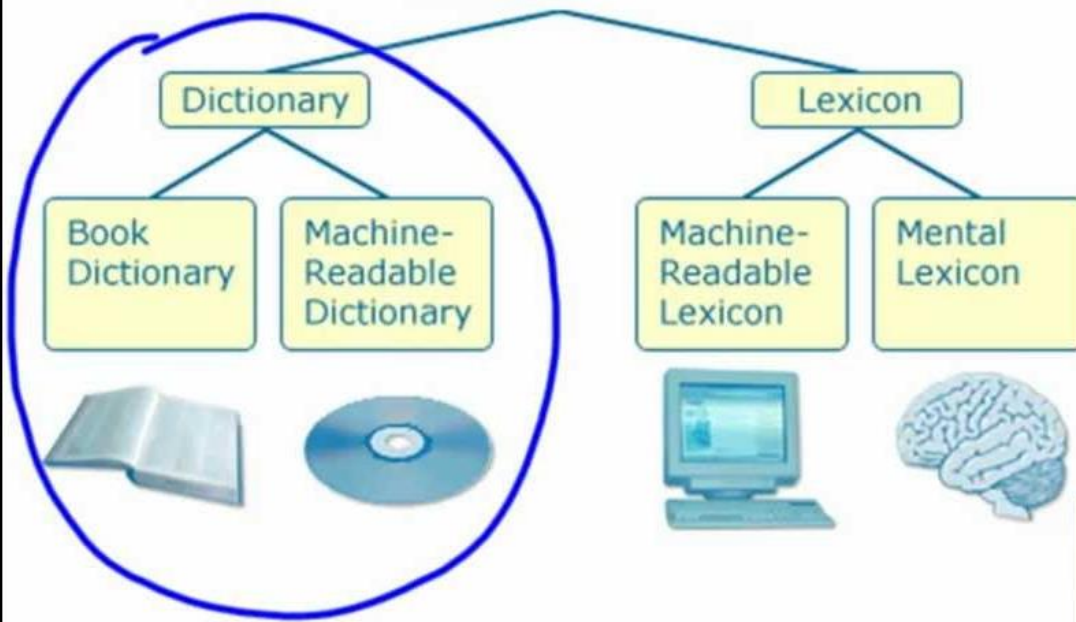 Dictionary
Lexicon
Book
Dictionary
Machine-
Readable
Dictionary
Machine-
Readable
Lexicon
Mental
Lexicon